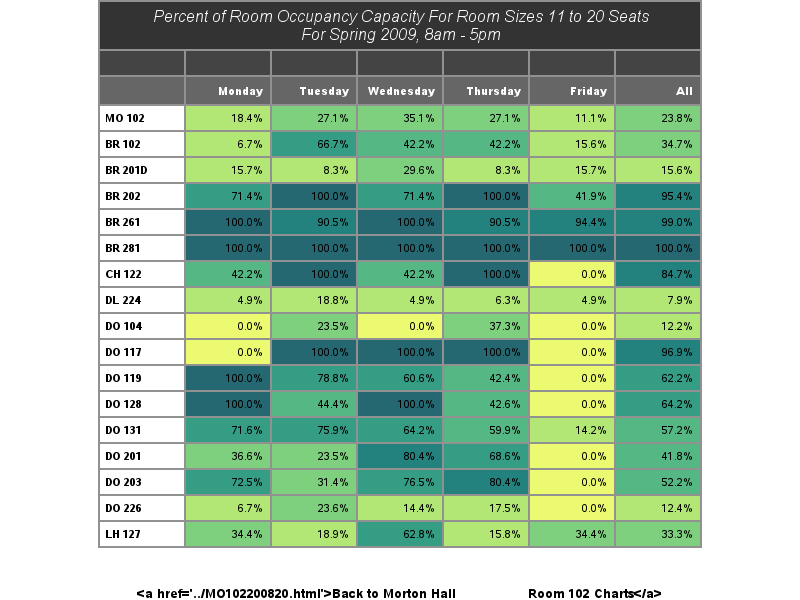 Percent of Room Occupancy Capacity For Room Sizes 11 to 20 Seats
For Spring 2009, 8am - 5pm
Monday Tuesday Wednesday Thursday Friday All
MO 102 18.4% 27.1% 35.1% 27.1% 11.1% 23.8%
BR 102 6.7% 66.7% 42.2% 42.2% 15.6% 34.7%
BR 201D 15.7% 8.3% 29.6% 8.3% 15.7% 15.6%
BR 202 71.4% 100.0% 71.4% 100.0% 41.9% 95.4%
BR 261 100.0% 90.5% 100.0% 90.5% 94.4% 99.0%
BR 281 100.0% 100.0% 100.0% 100.0% 100.0% 100.0%
CH 122 42.2% 100.0% 42.2% 100.0% 0.0% 84.7%
DL 224 4.9% 18.8% 4.9% 6.3% 4.9% 7.9%
DO 104 0.0% 23.5% 0.0% 37.3% 0.0% 12.2%
DO 117 0.0% 100.0% 100.0% 100.0% 0.0% 96.9%
DO 119 100.0% 78.8% 60.6% 42.4% 0.0% 62.2%
DO 128 100.0% 44.4% 100.0% 42.6% 0.0% 64.2%
DO 131 71.6% 75.9% 64.2% 59.9% 14.2% 57.2%
DO 201 36.6% 23.5% 80.4% 68.6% 0.0% 41.8%
DO 203 72.5% 31.4% 76.5% 80.4% 0.0% 52.2%
DO 226 6.7% 23.6% 14.4% 17.5% 0.0% 12.4%
LH 127 34.4% 18.9% 62.8% 15.8% 34.4% 33.3%
<a href='../MO102200820.html'>Back to Morton Hall Room 102 Charts</a>